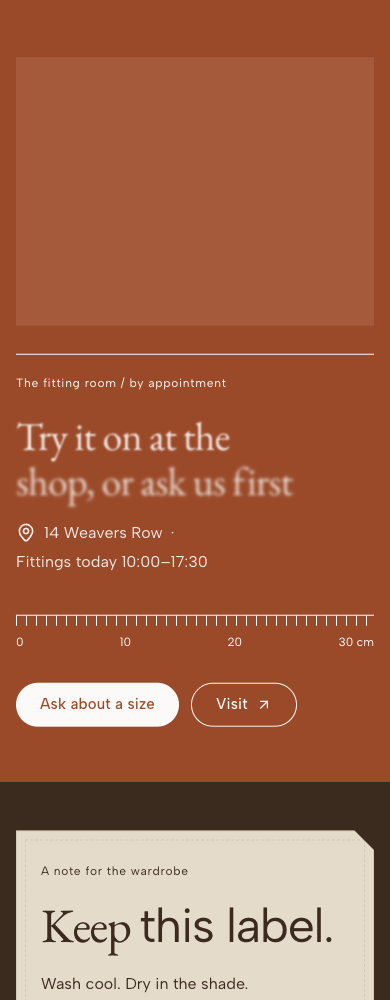 The fitting room / by appointment
Try it on at the
shop, or ask us first
14 Weavers Row ·
Fittings today 10:00–17:30
0 10 20 30 cm
Ask about a size Visit
A note for the wardrobe
Keep this label.
Wash cool. Dry in the shade.